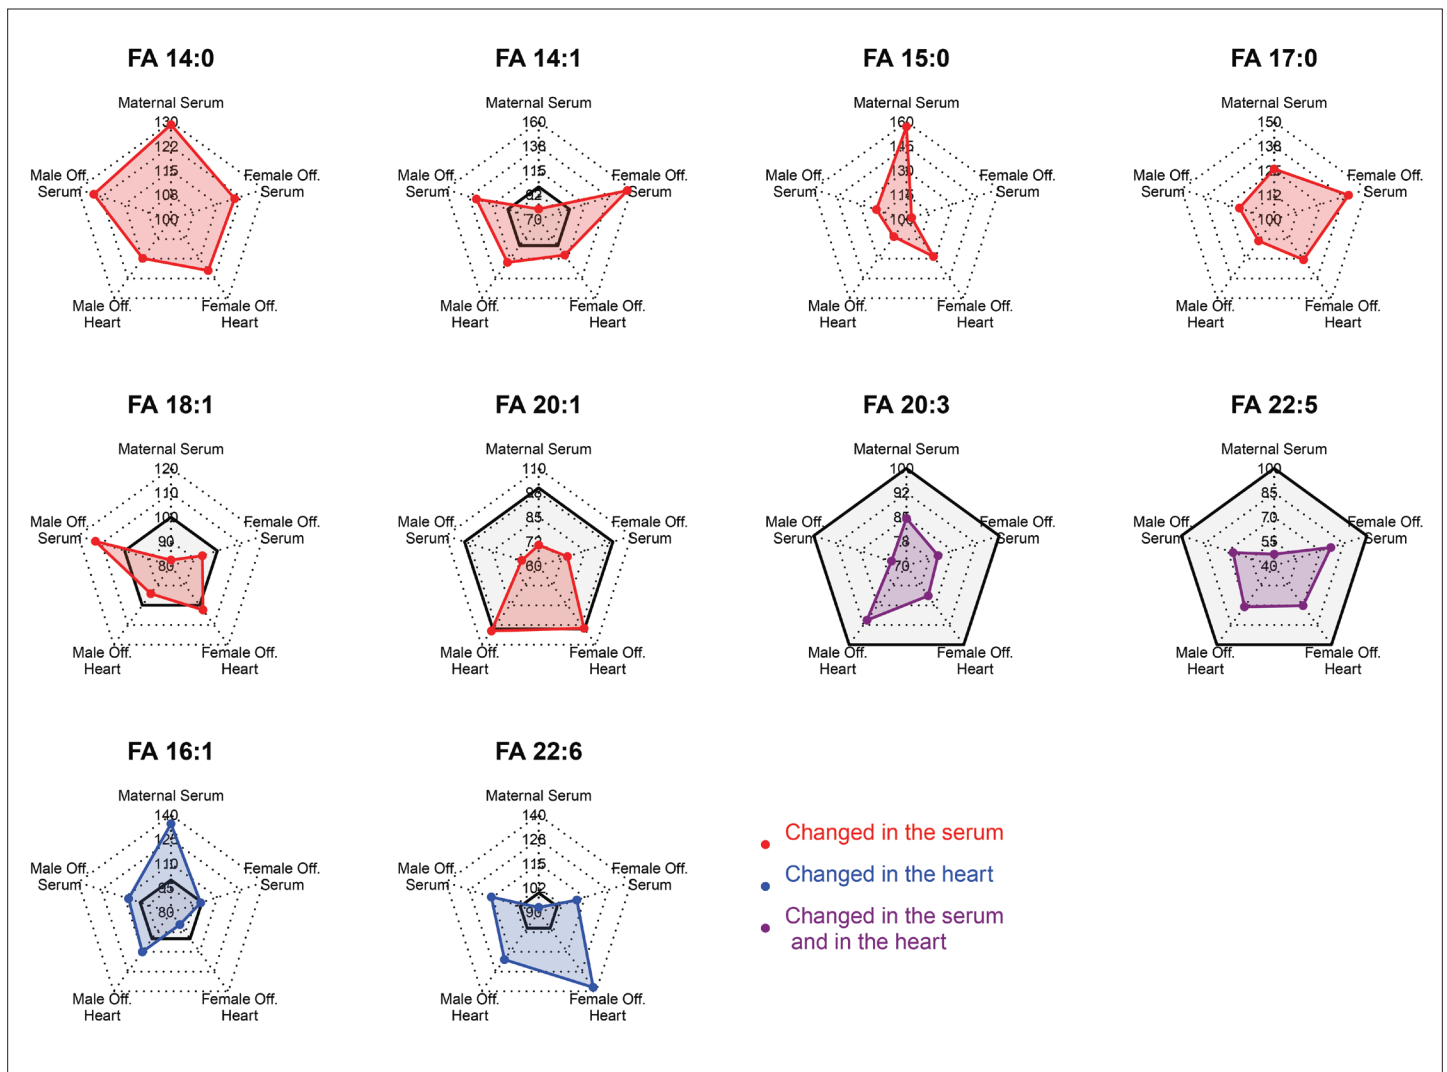 FA 14:0
FA 14:1
FA 15:0
FA 17:0
Maternal Serum
130
122
115
108
100
Male Off.
Serum
Female Off.
Serum
Male Off.
Heart
Female Off.
Heart
Maternal Serum
160
138
115
92
70
Male Off.
Serum
Female Off.
Serum
Male Off.
Heart
Female Off.
Heart
Maternal Serum
160
145
130
115
100
Male Off.
Serum
Female Off.
Serum
Male Off.
Heart
Female Off.
Heart
Maternal Serum
150
138
125
112
100
Male Off.
Serum
Female Off.
Serum
Male Off.
Heart
Female Off.
Heart
FA 18:1
FA 20:1
FA 20:3
FA 22:5
Maternal Serum
120
110
100
90
80
Male Off.
Serum
Female Off.
Serum
Male Off.
Heart
Female Off.
Heart
Maternal Serum
110
98
85
72
60
Male Off.
Serum
Female Off.
Serum
Male Off.
Heart
Female Off.
Heart
Maternal Serum
100
92
85
78
70
Male Off.
Serum
Female Off.
Serum
Male Off.
Heart
Female Off.
Heart
Maternal Serum
100
85
70
55
40
Male Off.
Serum
Female Off.
Serum
Male Off.
Heart
Female Off.
Heart
FA 16:1
FA 22:6
Maternal Serum
140
125
110
95
80
Male Off.
Serum
Female Off.
Serum
Male Off.
Heart
Female Off.
Heart
Maternal Serum
140
128
115
102
90
Male Off.
Serum
Female Off.
Serum
Male Off.
Heart
Female Off.
Heart
Changed in the serum
Changed in the heart
Changed in the serum
and in the heart